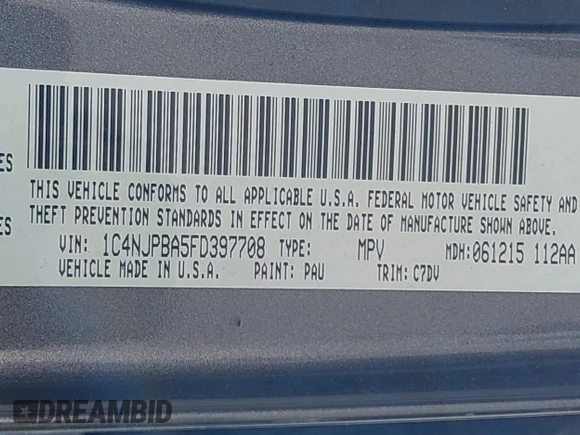 ES
THIS VEHICLE CONFORMS TO ALL APPLICABLE U.S.A. FEDERAL MOTOR VEHICLE SAFETY AND
ES
THEFT PREVENTION STANDARDS IN EFFECT ON THE DATE OF MANUFACTURE SHOWN ABOVE.
VIN: 1C4NJPBA5FD397708 TYPE: MPV MDH:061215 112AA
VEHICLE MADE IN U.S.A. PAINT: PAU TRIM: C7DV
DREAMBID